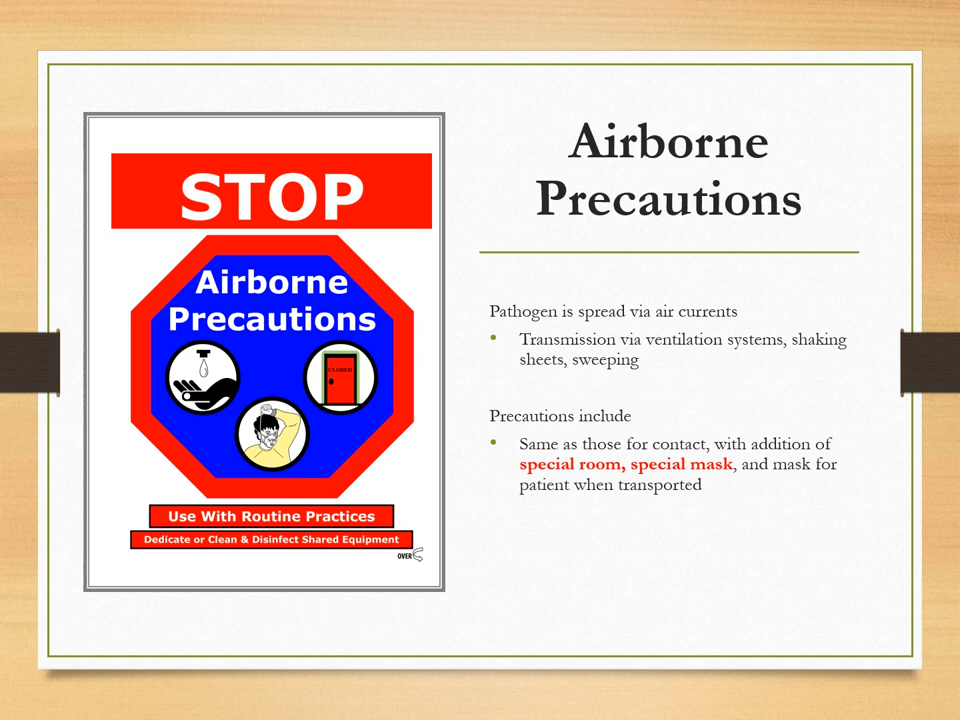 STOP
Airborne
Precautions
CLOSED
Use With Routine Practices
Dedicate or Clean & Disinfect Shared Equipment
OVER
Airborne
Precautions
Pathogen is spread via air currents
• Transmission via ventilation systems, shaking
sheets, sweeping
Precautions include
• Same as those for contact, with addition of
special room, special mask, and mask for
patient when transported